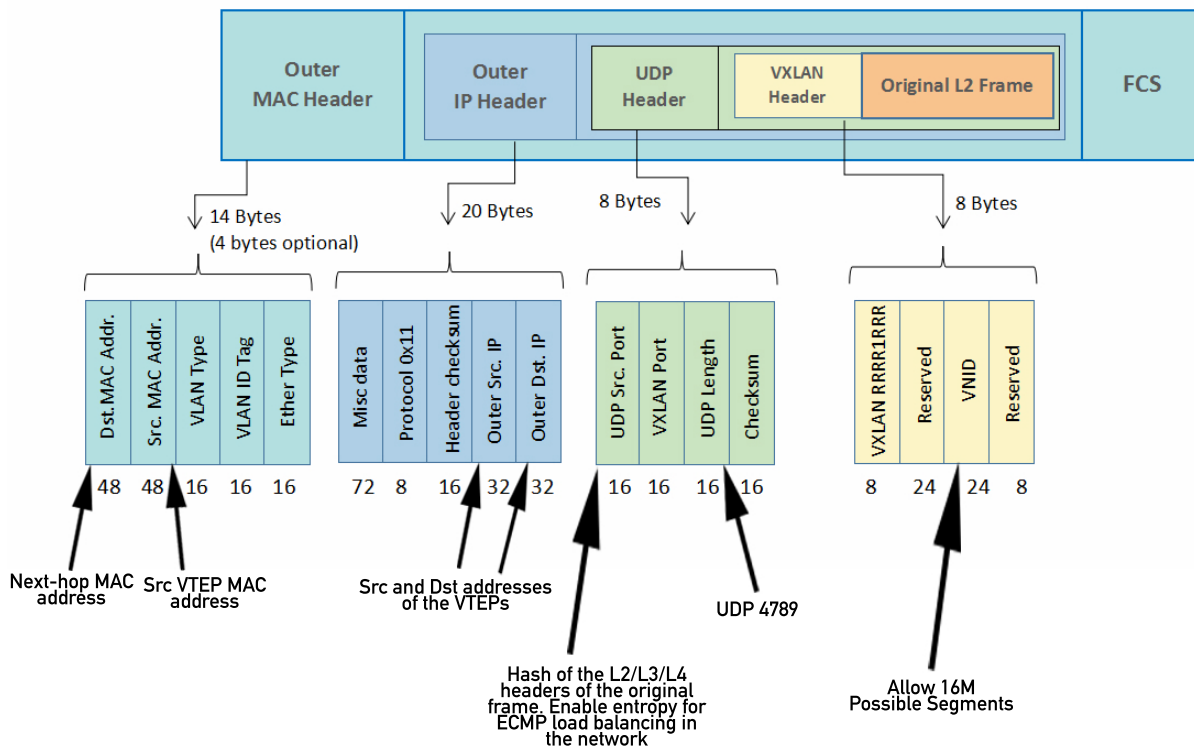 Outer
MAC Header
Outer
IP Header
UDP
Header
VXLAN
Header
Original L2 Frame
FCS
14 Bytes
(4 bytes optional)
20 Bytes
8 Bytes
8 Bytes
Dst.MAC Addr.
Src. MAC Addr.
VLAN Type
VLAN ID Tag
Ether Type
Misc data
Protocol 0x11
Header checksum
Outer Src. IP
Outer Dst. IP
UDP Src. Port
VXLAN Port
UDP Length
Checksum
VXLAN RRRR1RRR
Reserved
VNID
Reserved
48 48 16 16 16
72 8 16 32 32
16 16 16 16
8 24 24 8
Next-hop MAC
address
Src VTEP MAC
address
Src and Dst addresses
of the VTEPs
UDP 4789
Hash of the L2/L3/L4
headers of the original
frame. Enable entropy for
ECMP load balancing in
the network
Allow 16M
Possible Segments